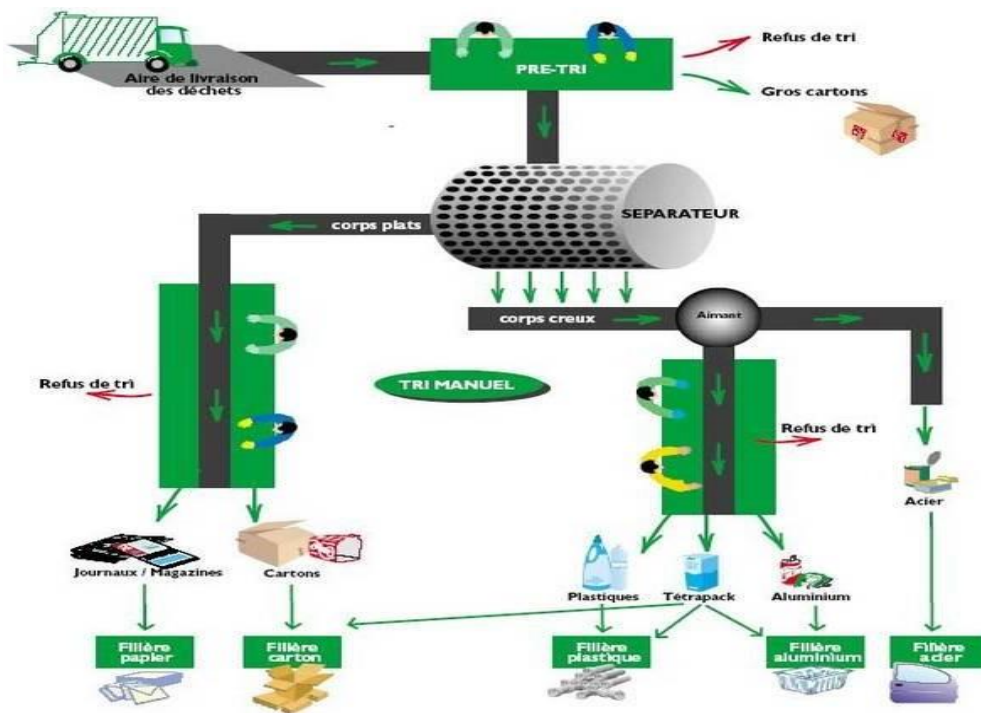 Aire de livraison
des déchets
PRE-TRI
Refus de tri
Gros cartons
SEPARATEUR
corps plats
corps creux
Aimant
TRI MANUEL
Refus de tri
Refus de tri
Acier
Journaux / Magazines
Cartons
Plastiques
Tétrapack
Aluminium
Filière
papier
Filière
carton
Filière
plastique
Filière
aluminium
Filière
acier